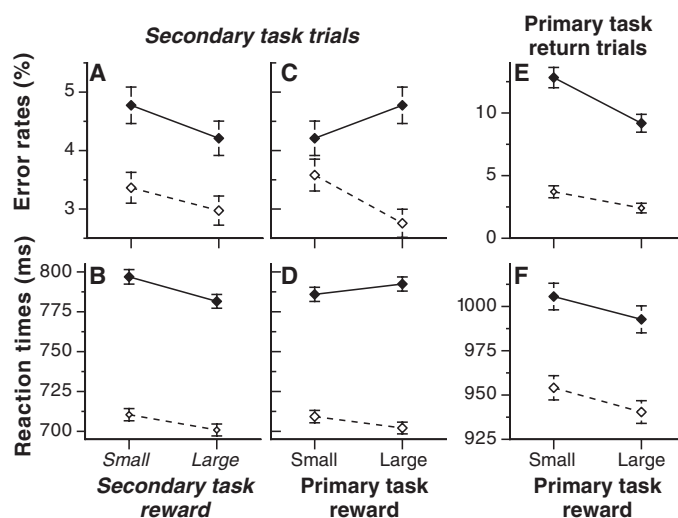 Secondary task trials
Primary task
return trials
A
C
E
Error rates (%)
5
4
3
10
5
0
B
D
F
Reaction times (ms)
800
775
750
725
700
1000
975
950
925
Small Large
Small Large
Small Large
Secondary task
reward
Primary task
reward
Primary task
reward